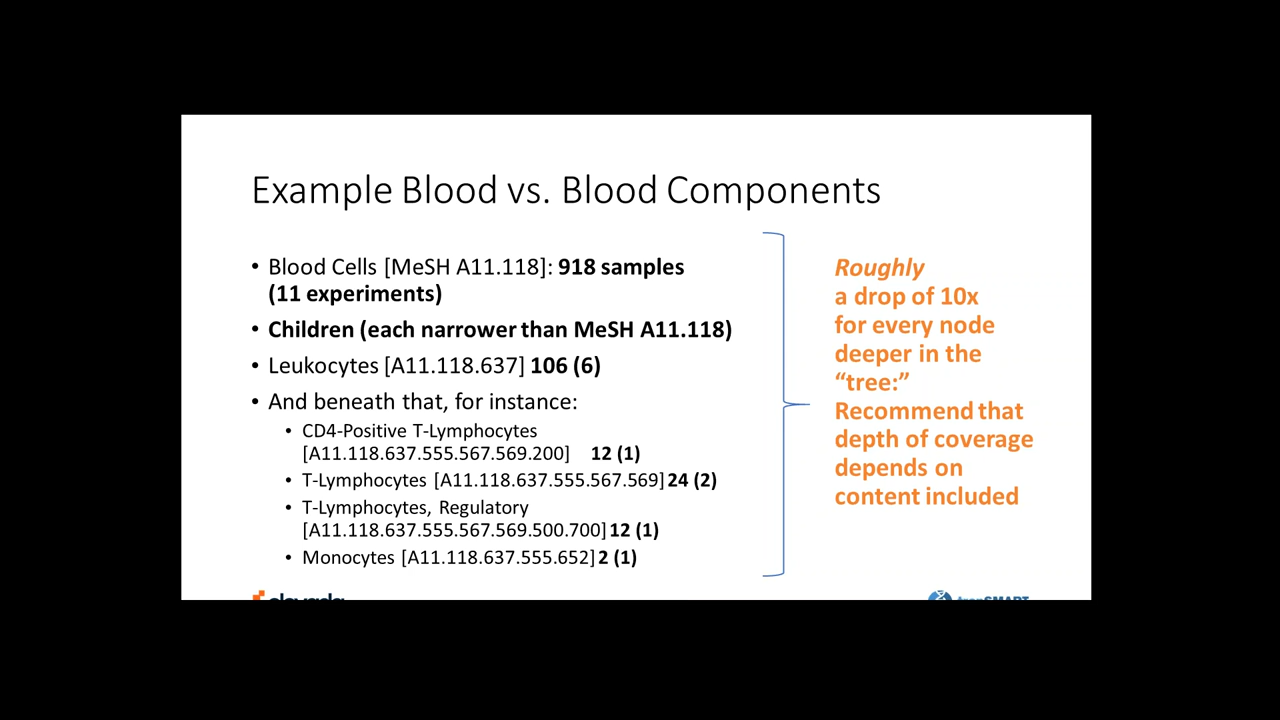 Example Blood vs. Blood Components
• Blood Cells [MeSH A11.118]: 918 samples
(11 experiments)
• Children (each narrower than MeSH A11.118)
• Leukocytes [A11.118.637] 106 (6)
• And beneath that, for instance:
• CD4-Positive T-Lymphocytes
[A11.118.637.555.567.569.200] 12 (1)
• T-Lymphocytes [A11.118.637.555.567.569] 24 (2)
• T-Lymphocytes, Regulatory
[A11.118.637.555.567.569.500.700] 12 (1)
• Monocytes [A11.118.637.555.652] 2 (1)
Roughly
a drop of 10x
for every node
deeper in the
“tree:”
Recommend that
depth of coverage
depends on
content included
tranSMART